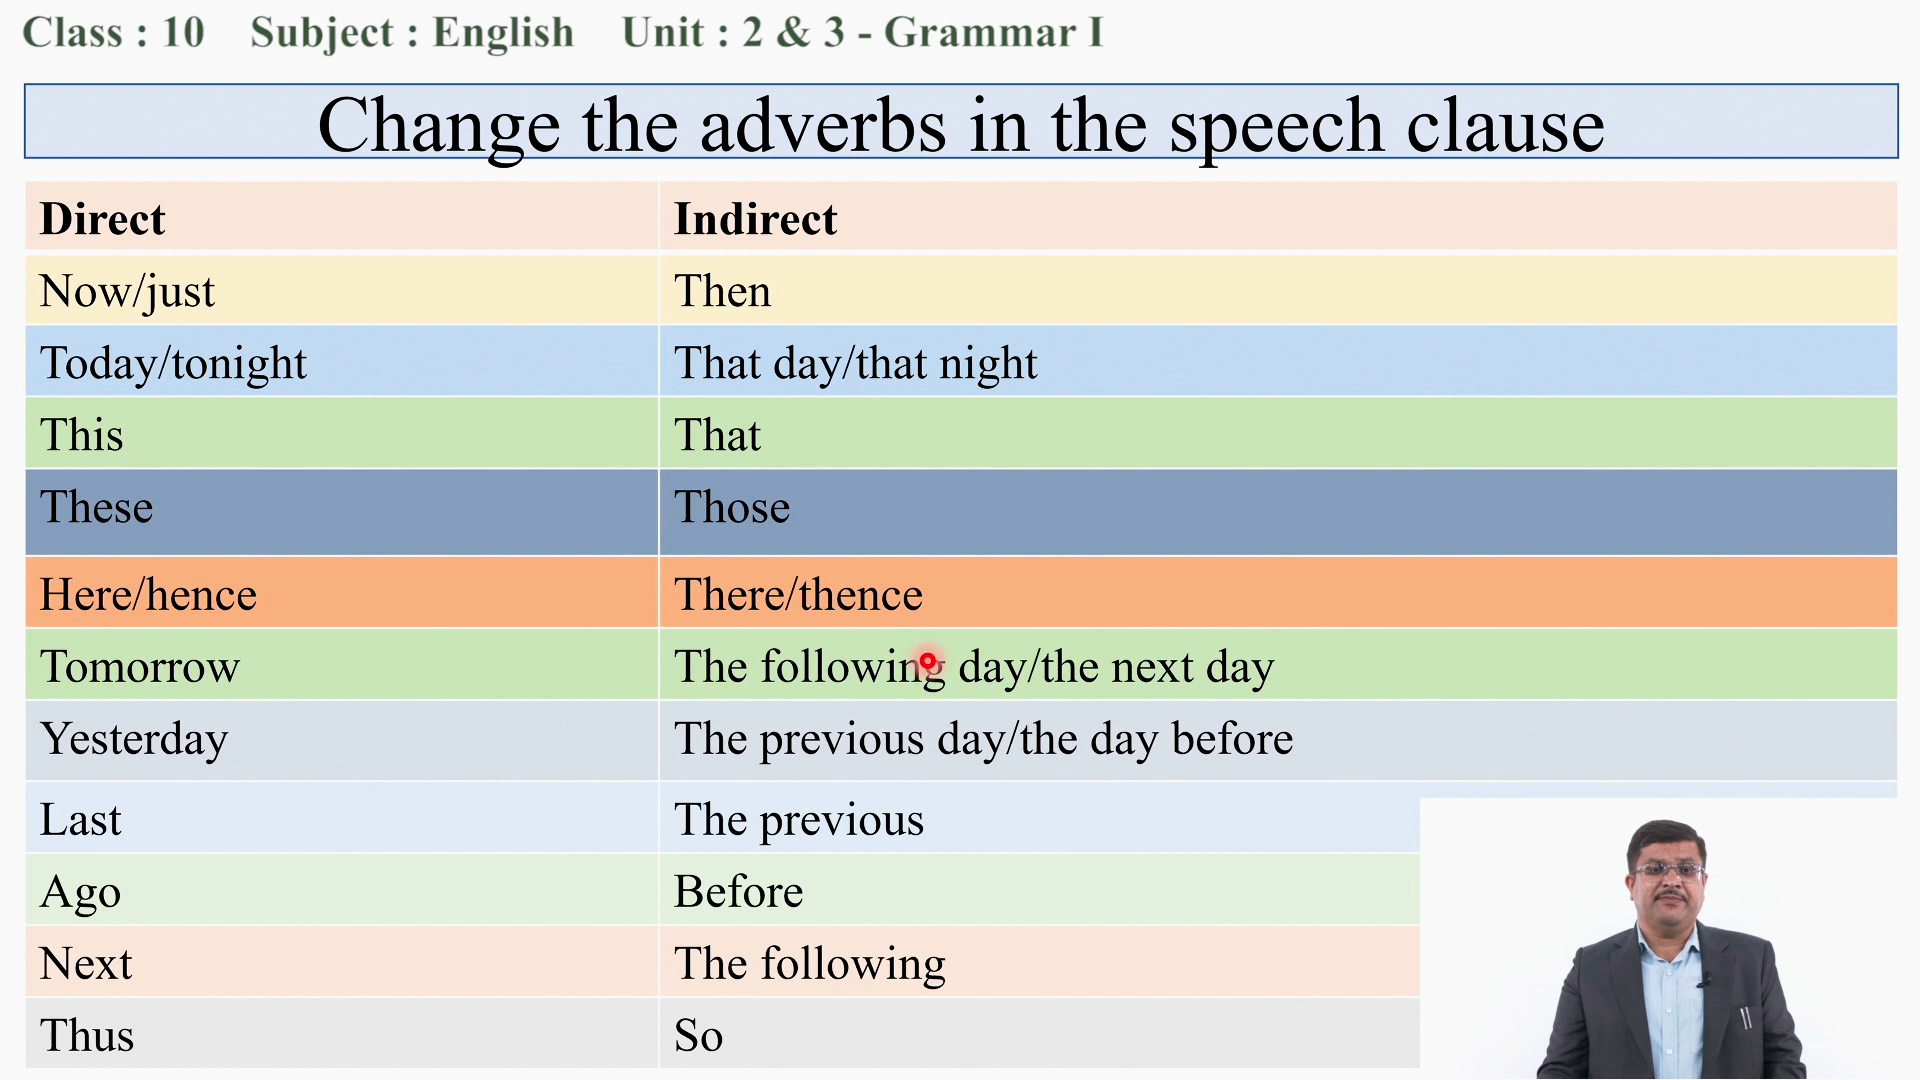 Class : 10 Subject : English Unit : 2 & 3 - Grammar I
Change the adverbs in the speech clause
Direct Indirect
Now/just Then
Today/tonight That day/that night
This That
These Those
Here/hence There/thence
Tomorrow The following day/the next day
Yesterday The previous day/the day before
Last The previous
Ago Before
Next The following
Thus So